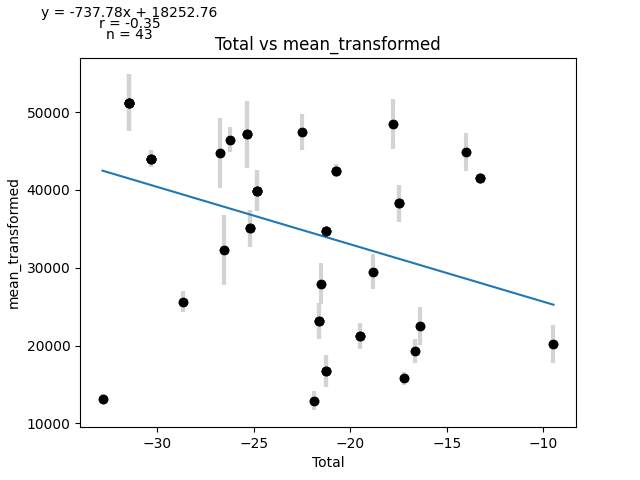 y = -737.78x + 18252.76
r = -0.35
n = 43
Total vs mean_transformed
mean_transformed
50000
40000
30000
20000
10000
−30
−25
−20
−15
−10
Total